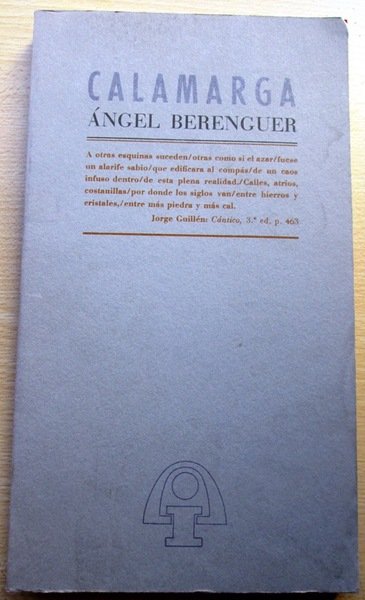 CALAMARGA
ÁNGEL BERENGUER
A otras esquinas suceden/otras como si el azar/fuese
un alarife sabio/que edificara al compás/de un caos
infuso dentro/de esta plena realidad./Calles, atrios,
costanillas/por donde los siglos van/entre hierros y
cristales,/entre más piedra y más cal.
Jorge Guillén: Cántico, 3.ª ed. p. 463